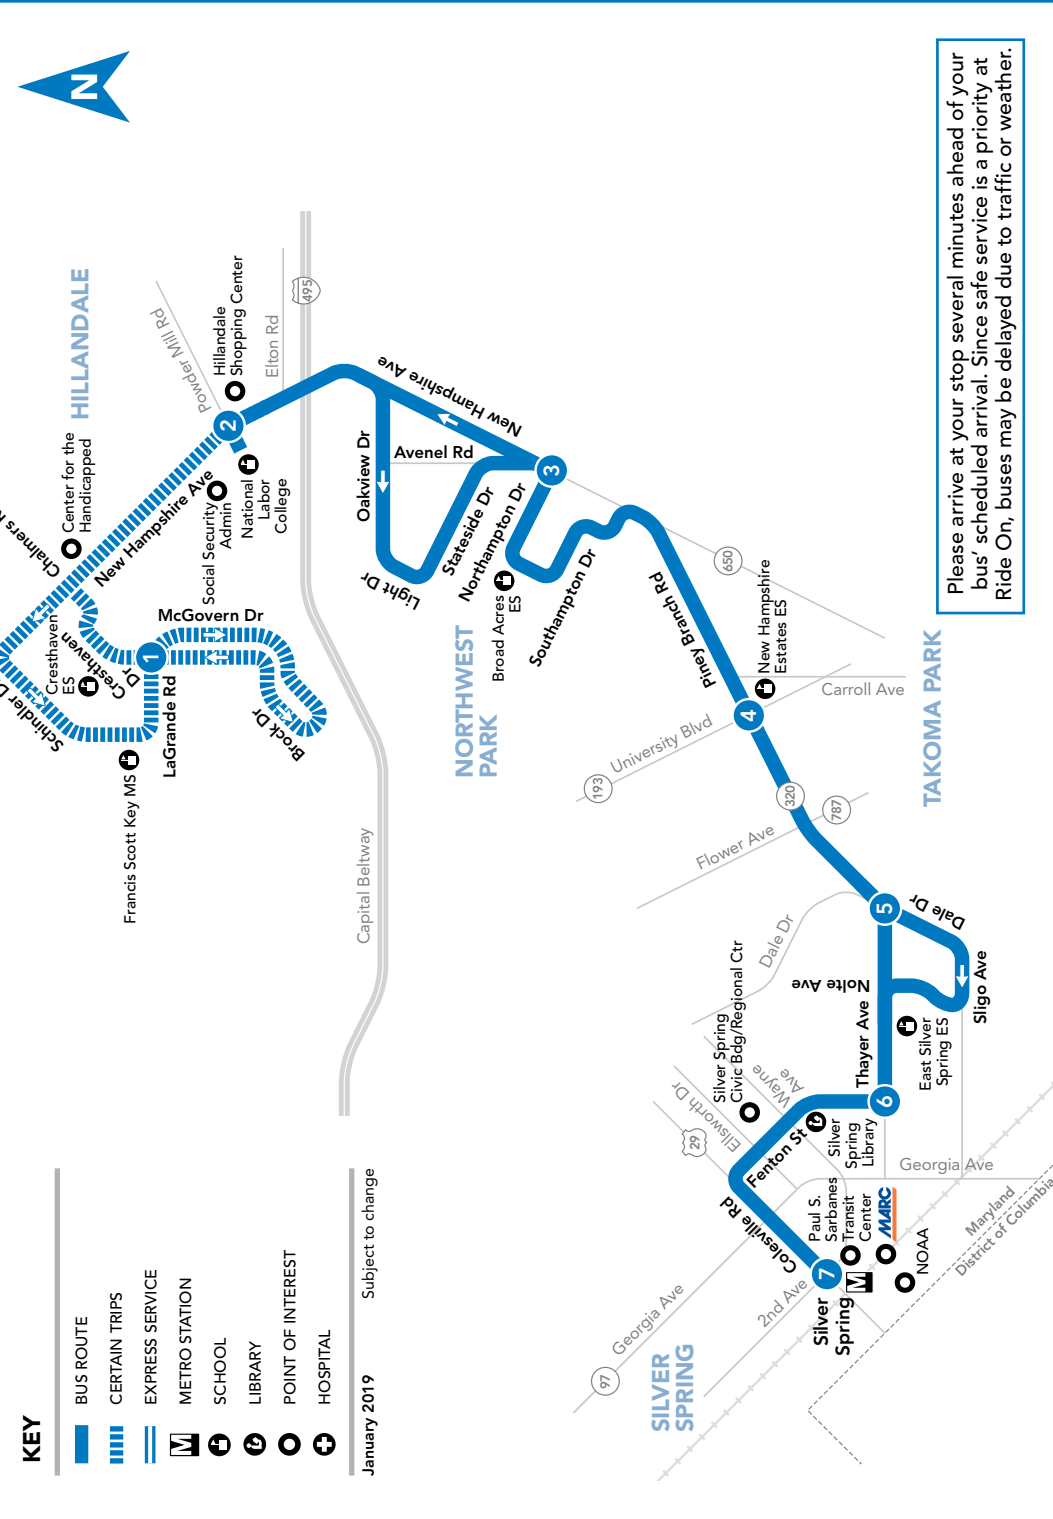 N
HILLANDALE
Chalmers
Center for the
Handicapped
Powder Mill Rd
Hillandale
Shopping Center
Elton Rd
495
New Hampshire Ave
2
Social Security
Admin
National
Labor
College
Cresthaven
ES
Cresthaven
Dr
Schindler Dr
McGovern Dr
1
LaGrande Rd
Brock Dr
Francis Scott Key MS
Capital Beltway
New Hampshire Ave
Oakview Dr
Avenel Rd
Stateside Dr
Light Dr
Northampton Dr
3
Broad Acres
ES
Southampton Dr
NORTHWEST
PARK
Piney Branch Rd
650
New Hampshire
Estates ES
Carroll Ave
TAKOMA PARK
4
University Blvd
193
320
787
Flower Ave
Dale Dr
5
Dale Dr
Nolte Ave
Sligo Ave
Thayer Ave
East Silver
Spring ES
6
Silver Spring
Civic Bdg/Regional Ctr
Wayne
Ave
Ellsworth Dr
29
Fenton St
Silver
Spring
Library
Georgia Ave
Colesville Rd
Paul S.
Sarbanes
Transit
Center
MARC
NOAA
Maryland
District of Columbia
7
Silver
Spring
M
2nd Ave
Georgia Ave
97
SILVER
SPRING
Please arrive at your stop several minutes ahead of your
bus' scheduled arrival. Since safe service is a priority at
Ride On, buses may be delayed due to traffic or weather.
KEY
BUS ROUTE
CERTAIN TRIPS
EXPRESS SERVICE
M METRO STATION
SCHOOL
LIBRARY
POINT OF INTEREST
HOSPITAL
January 2019
Subject to change